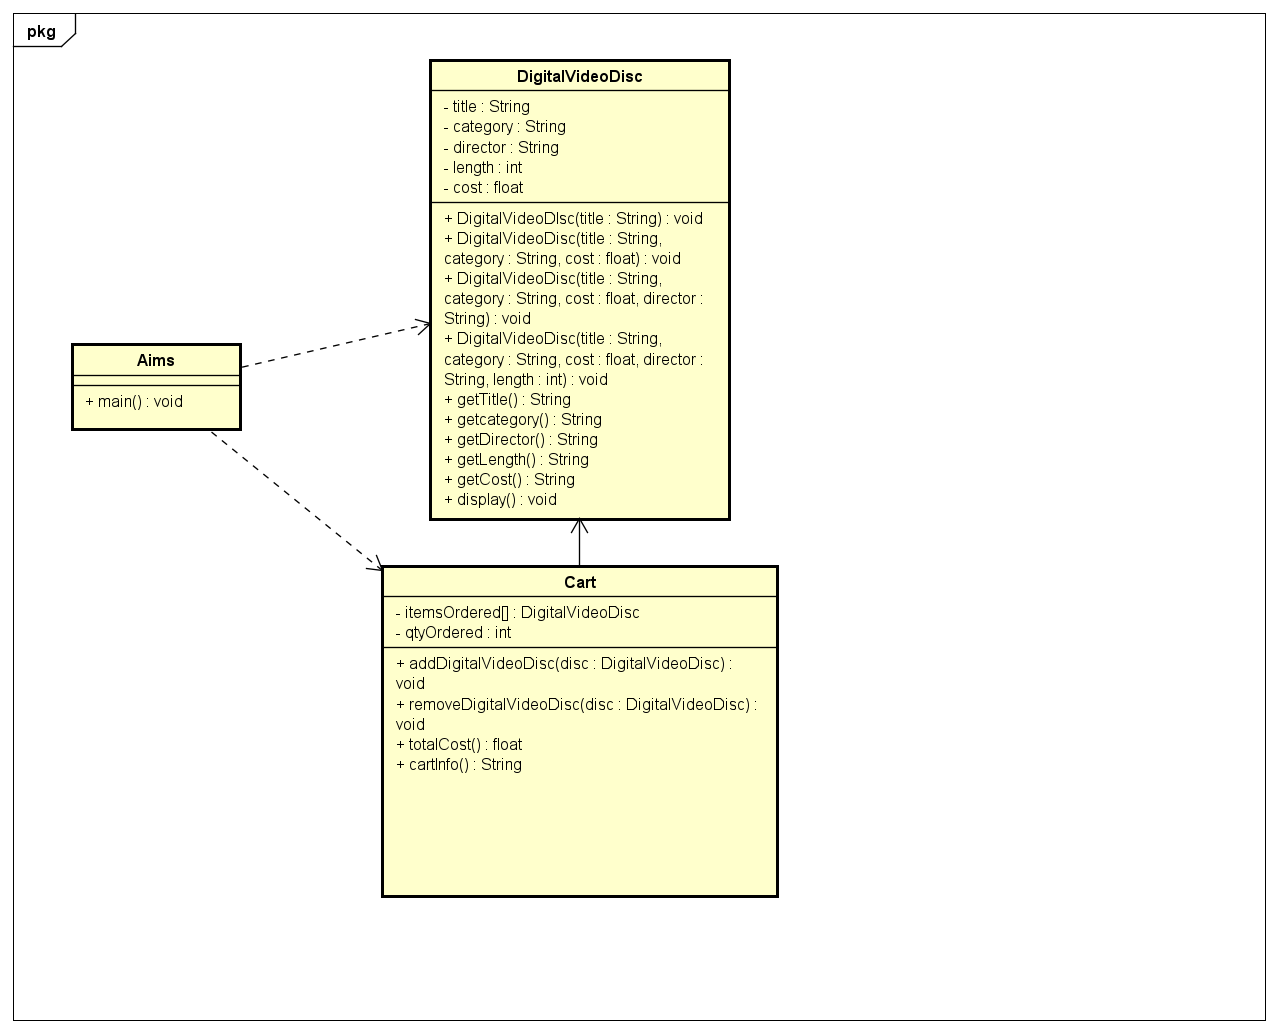 pkg
DigitalVideoDisc
- title : String
- category : String
- director : String
- length : int
- cost : float
+ DigitalVideoDIsc(title : String) : void
+ DigitalVideoDisc(title : String,
category : String, cost : float) : void
+ DigitalVideoDisc(title : String,
category : String, cost : float, director :
String) : void
+ DigitalVideoDisc(title : String,
category : String, cost : float, director :
String, length : int) : void
+ getTitle() : String
+ getcategory() : String
+ getDirector() : String
+ getLength() : String
+ getCost() : String
+ display() : void
Aims
+ main() : void
Cart
- itemsOrdered[] : DigitalVideoDisc
- qtyOrdered : int
+ addDigitalVideoDisc(disc : DigitalVideoDisc) :
void
+ removeDigitalVideoDisc(disc : DigitalVideoDisc) :
void
+ totalCost() : float
+ cartInfo() : String